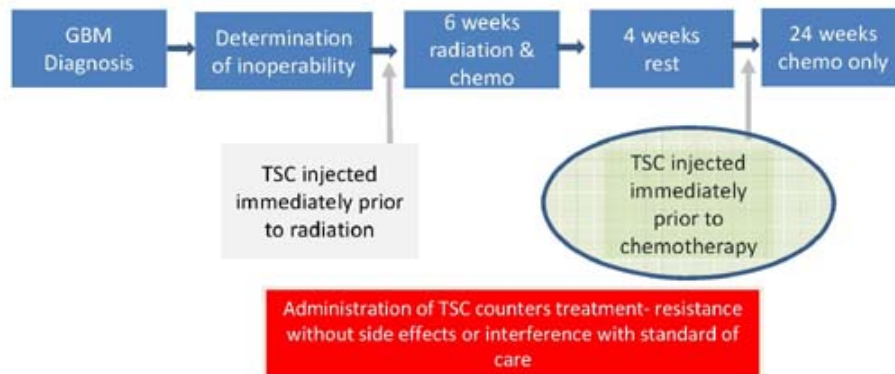 GBM
Diagnosis
Determination
of inoperability
6 weeks
radiation &
chemo
4 weeks
rest
24 weeks
chemo only
TSC injected
immediately prior
to radiation
TSC injected
immediately
prior to
chemotherapy
Administration of TSC counters treatment- resistance
without side effects or interference with standard of
care